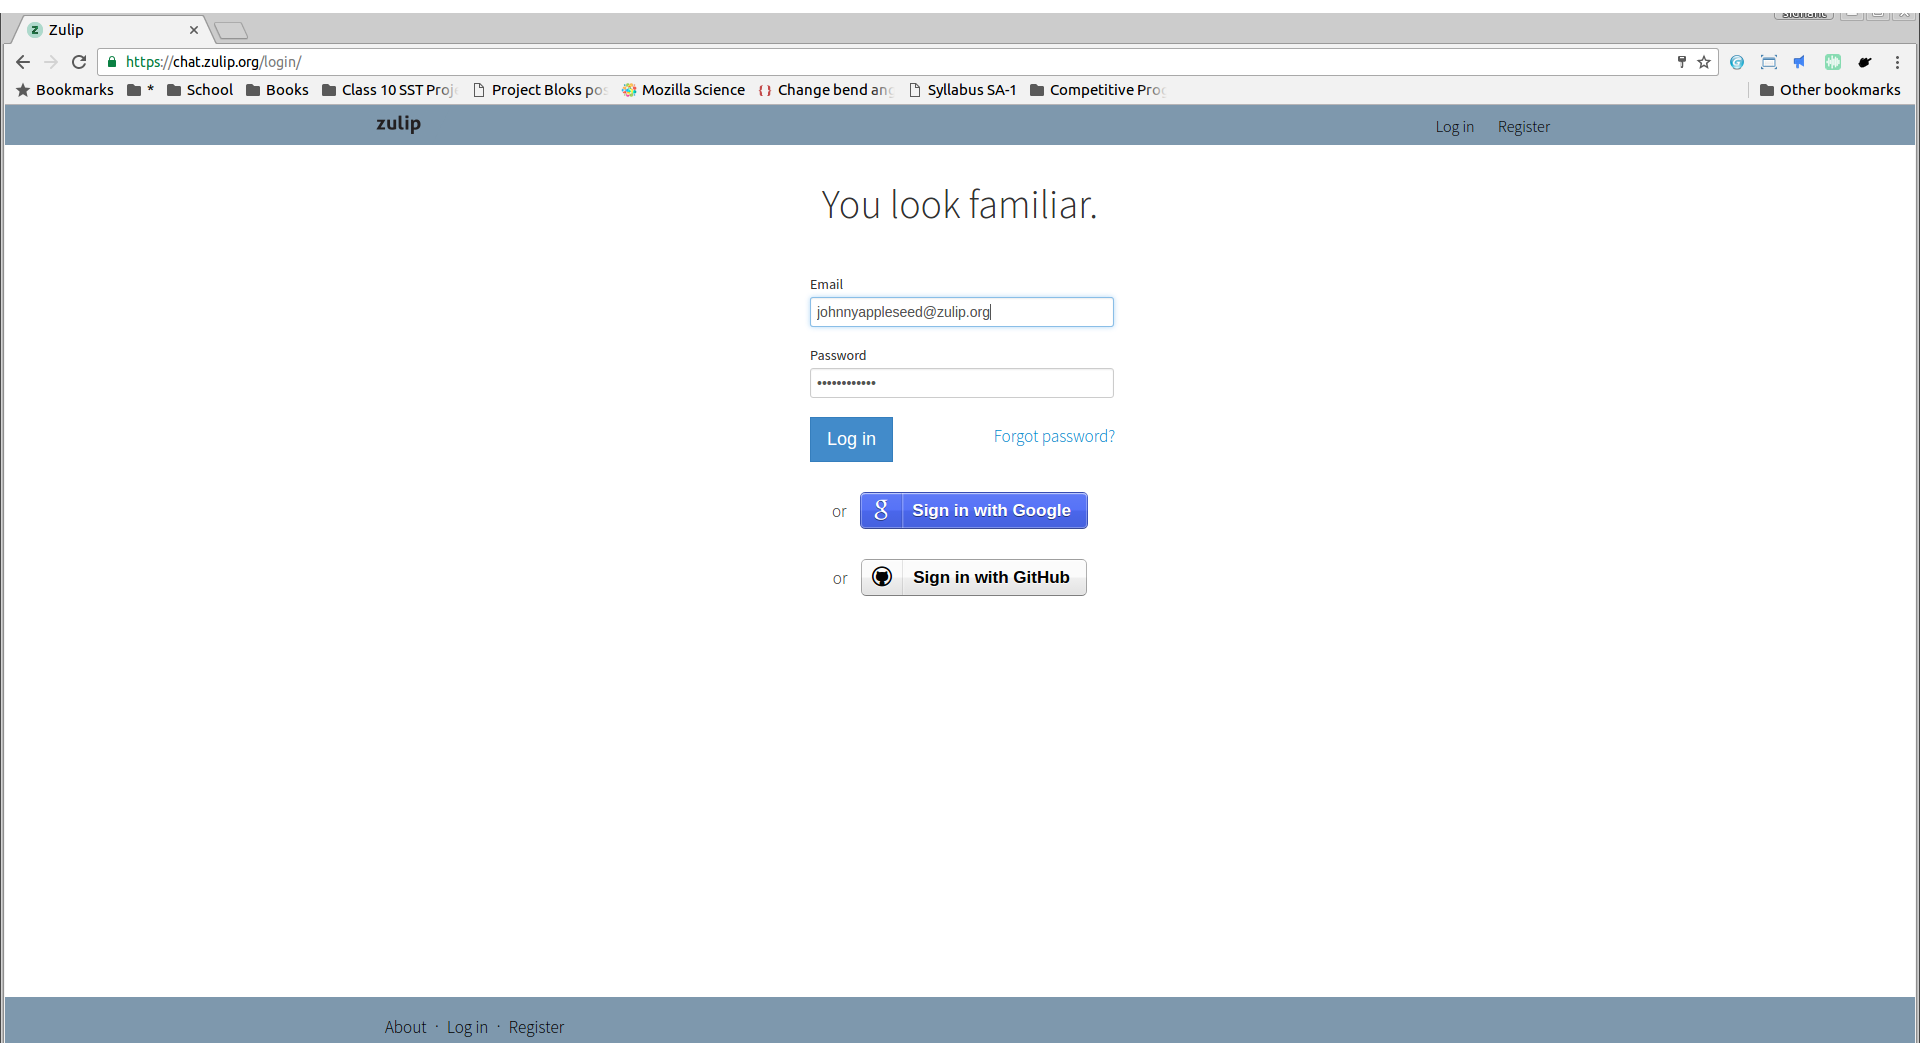 Zulip
https://chat.zulip.org/login/
Bookmarks * School Books Class 10 SST Proj Project Bloks pos Mozilla Science Change bend ang Syllabus SA-1 Competitive Prog Other bookmarks
zulip Log in Register
You look familiar.
Email
johnnyappleseed@zulip.org
Password
••••••••••••
Log in Forgot password?
or Sign in with Google
or Sign in with GitHub
About · Log in · Register